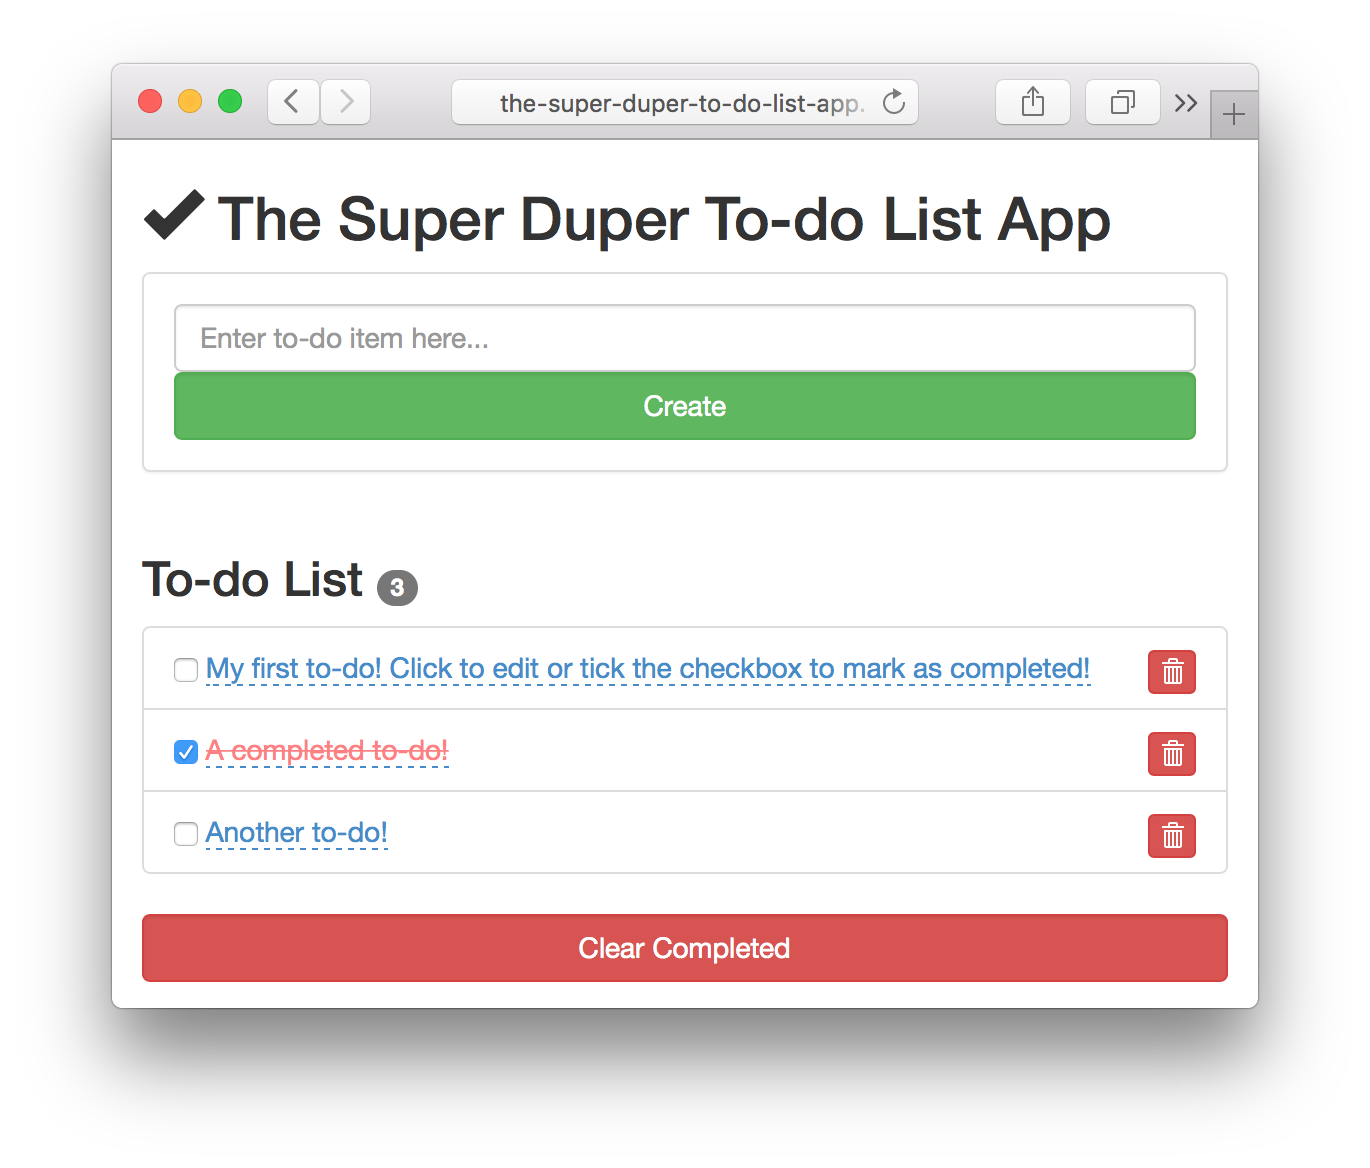 the-super-duper-to-do-list-app.
The Super Duper To-do List App
Enter to-do item here...
Create
To-do List 3
My first to-do! Click to edit or tick the checkbox to mark as completed!
A completed to-do!
Another to-do!
Clear Completed